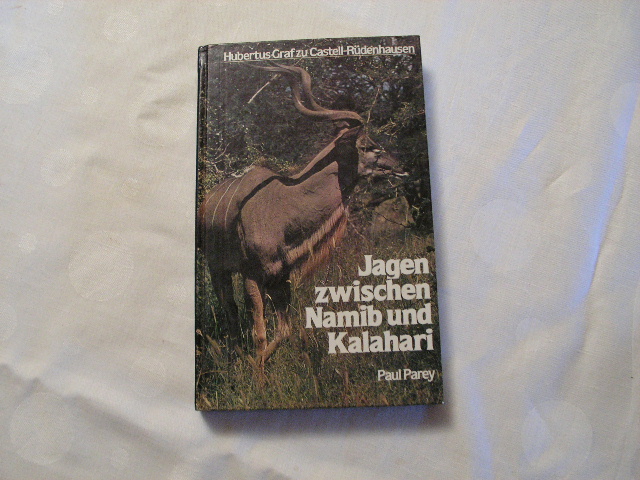 Hubertus Graf zu Castell-Rüdenhausen
Jagen
zwischen
Namib und
Kalahari
Paul Parey